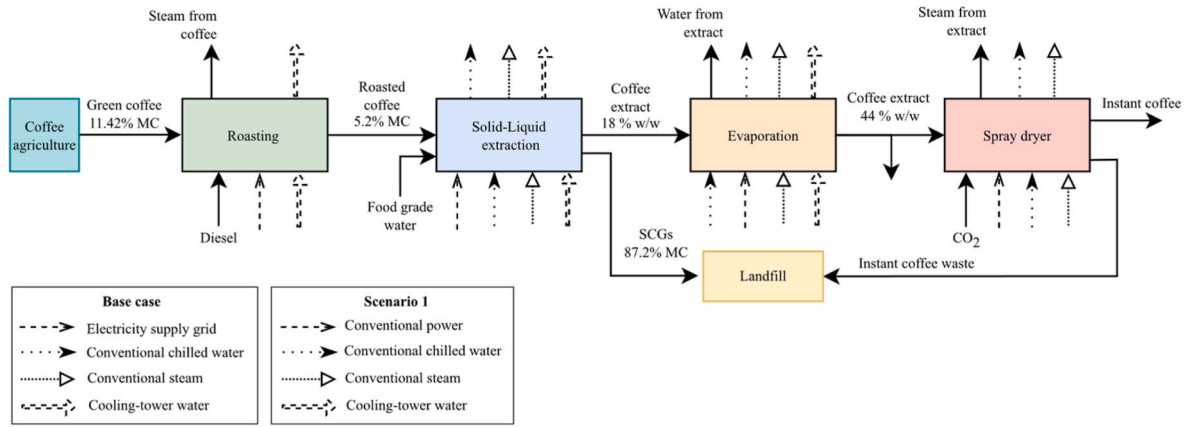 Steam from
coffee
Water from
extract
Steam from
extract
Coffee
agriculture
Green coffee
11.42% MC
Roasting
Roasted
coffee
5.2% MC
Solid-Liquid
extraction
Coffee
extract
18 % w/w
Evaporation
Coffee extract
44 % w/w
Spray dryer
Instant coffee
Diesel
Food grade
water
CO2
SCGs
87.2% MC
Landfill
Instant coffee waste
Base case
Electricity supply grid
Conventional chilled water
Conventional steam
Cooling-tower water
Scenario 1
Conventional power
Conventional chilled water
Conventional steam
Cooling-tower water